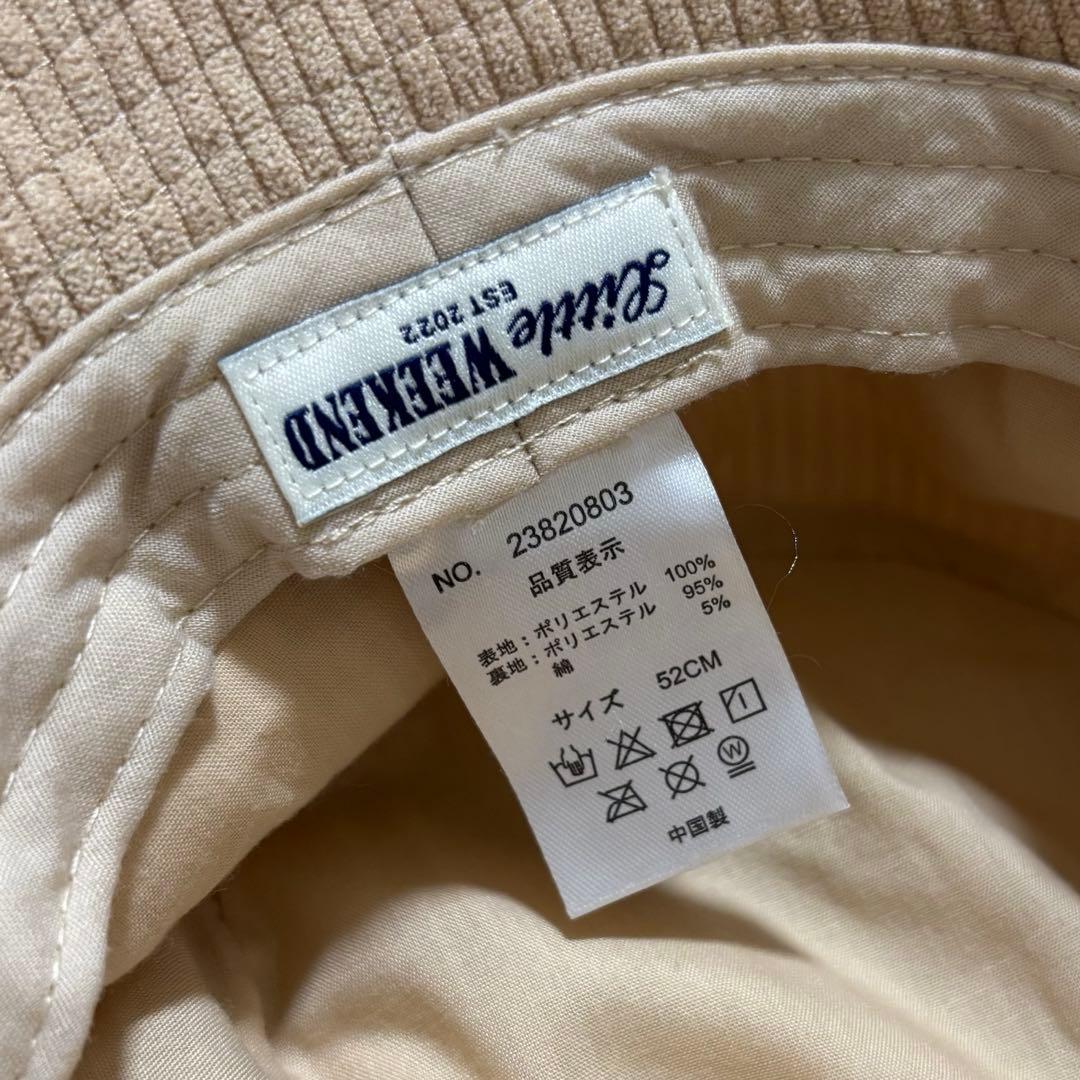 Little WEEKEND
EST 2022
NO. 23820803
品質表示
表地：ポリエステル 100%
裏地：ポリエステル 95%
綿 5%
サイズ 52CM
W
中国製